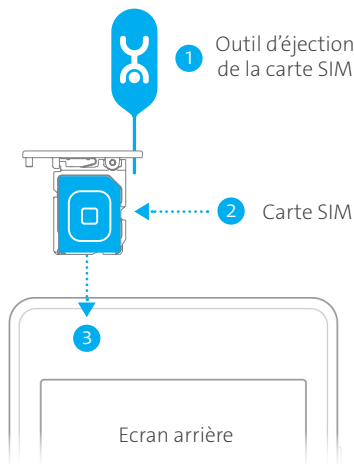 1 Outil d’éjection
de la carte SIM
2 Carte SIM
3
Ecran arrière